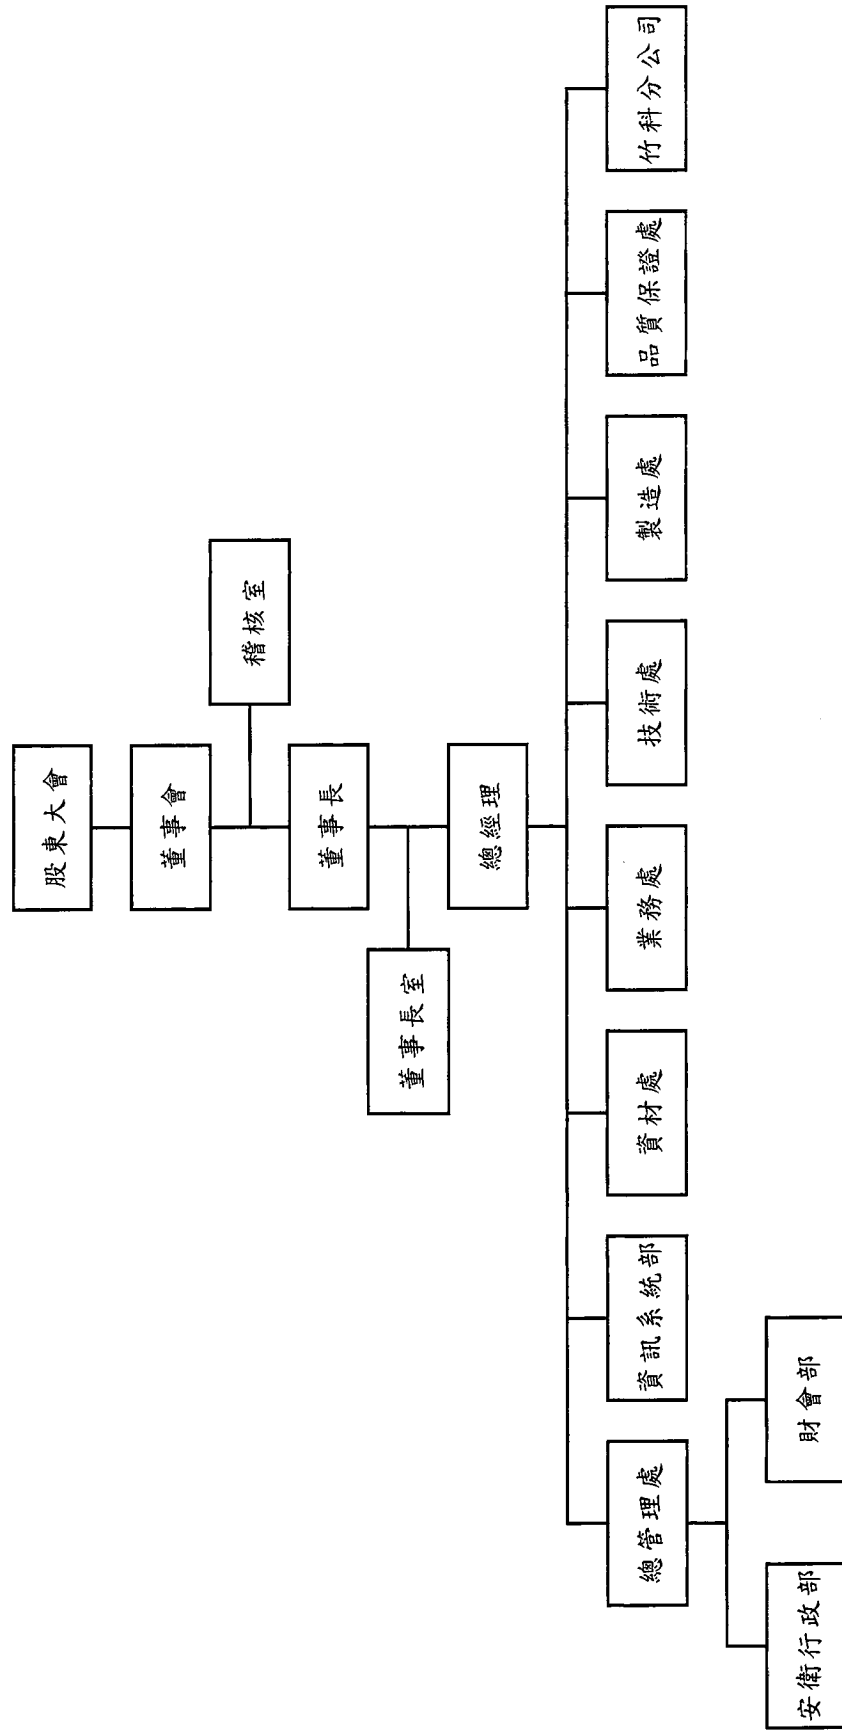 股東大會
董事會
稽核室
董事長
董事長室
總經理
總管理處
資訊系統部
資材處
業務處
技術處
製造處
品質保證處
竹科分公司
安衛行政部
財會部